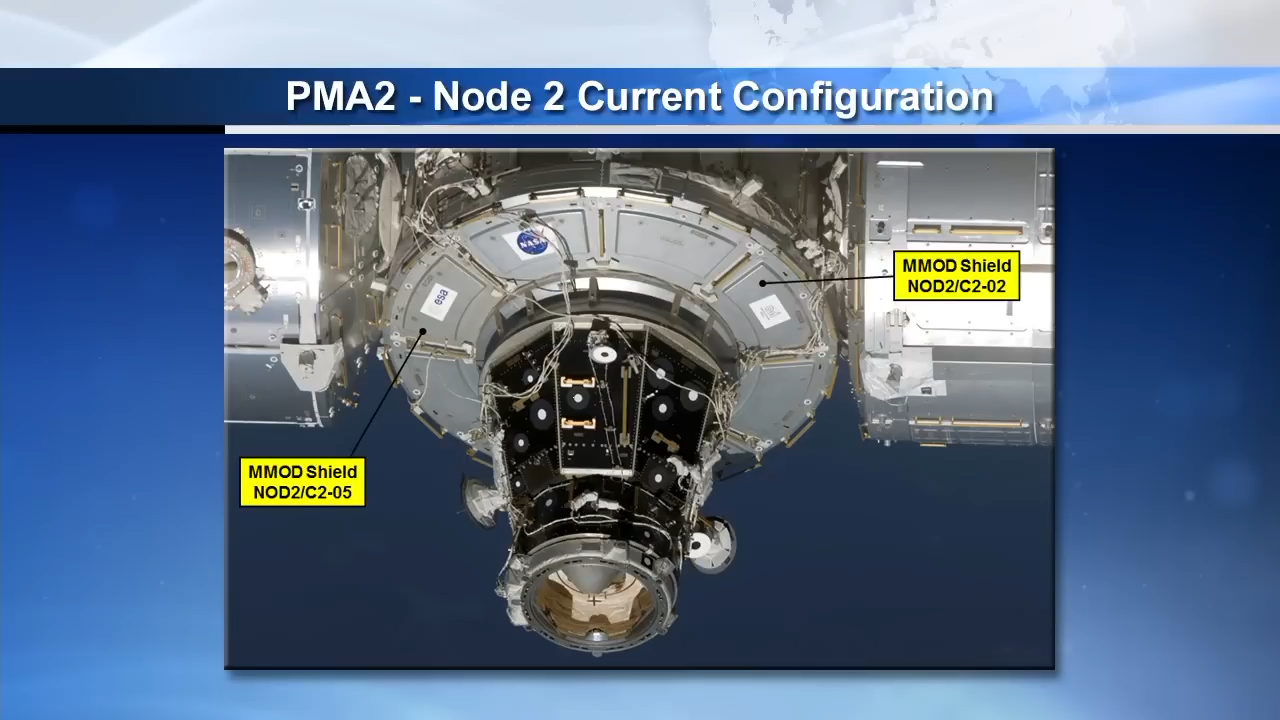 PMA2 - Node 2 Current Configuration
NASA
esa
MMOD Shield
NOD2/C2-02
MMOD Shield
NOD2/C2-05